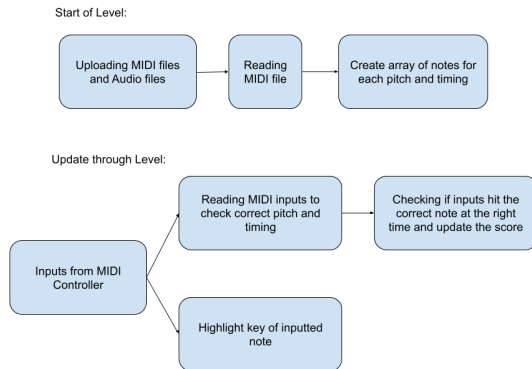 Start of Level:
Uploading MIDI files
and Audio files
Reading
MIDI file
Create array of notes for
each pitch and timing
Update through Level:
Reading MIDI inputs to
check correct pitch and
timing
Checking if inputs hit the
correct note at the right
time and update the score
Inputs from MIDI
Controller
Highlight key of inputted
note